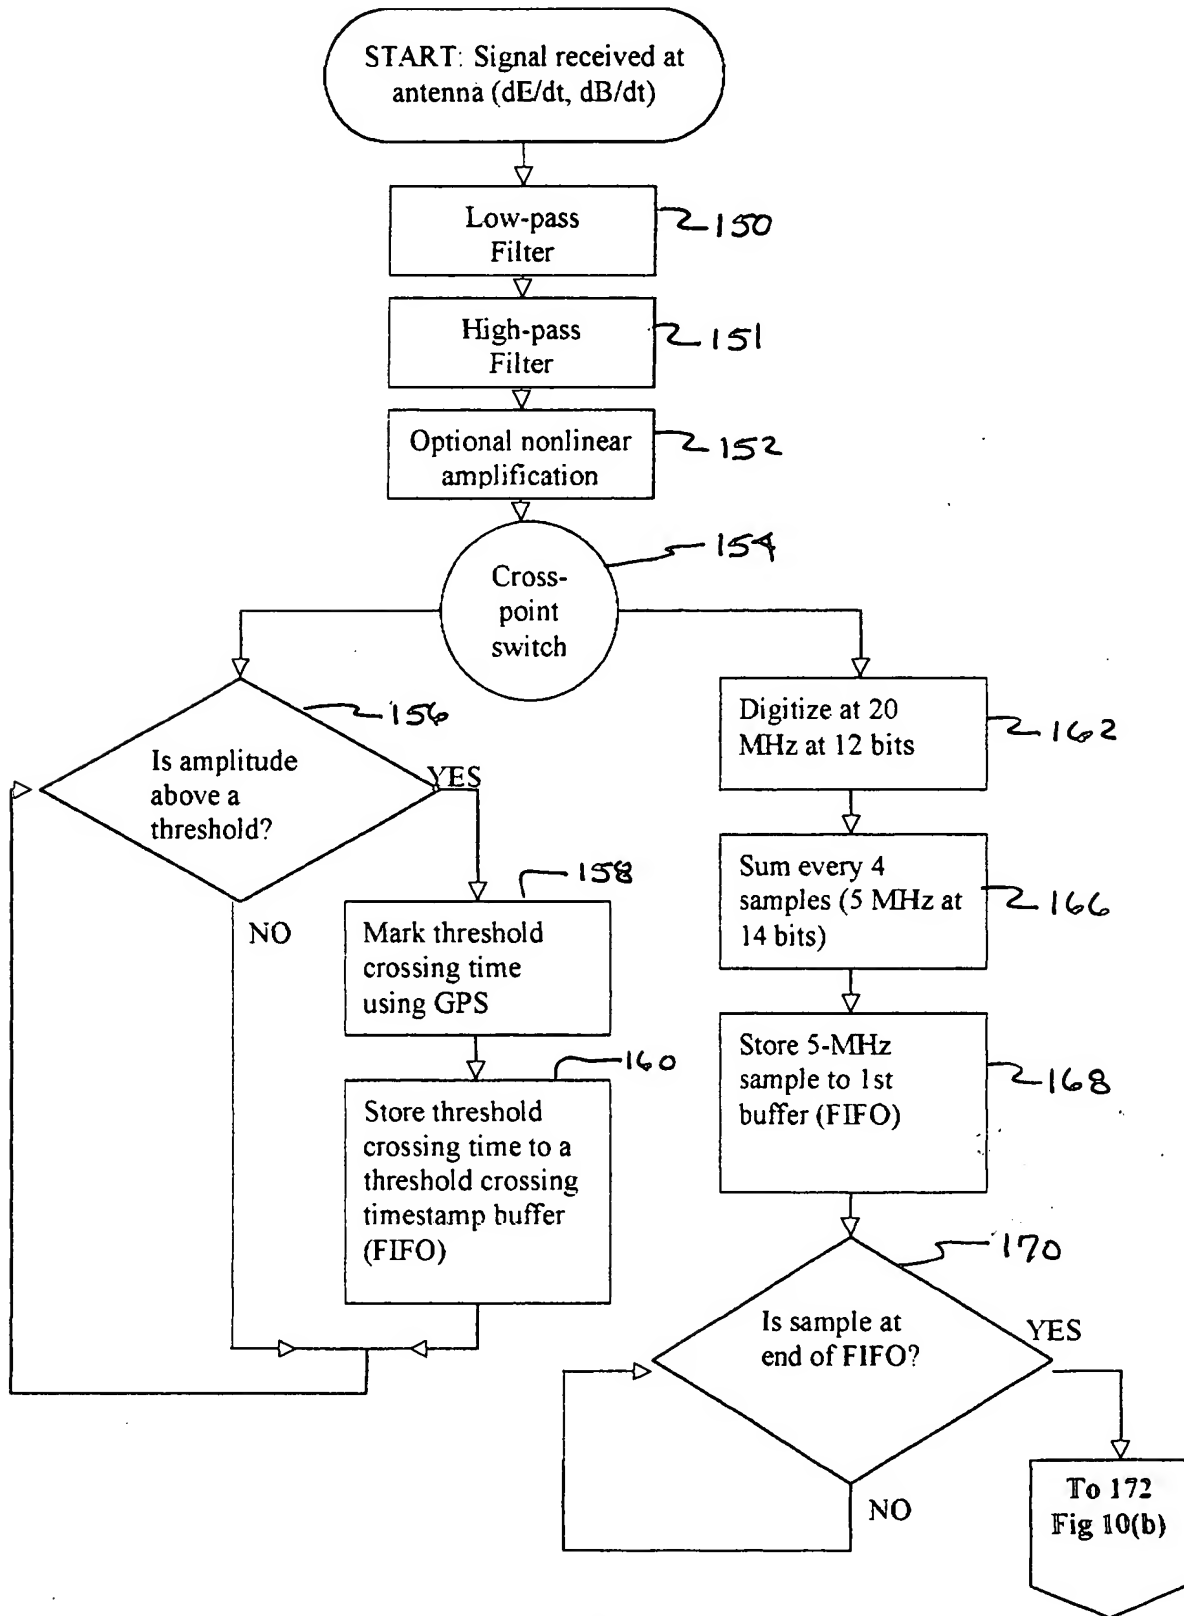 START: Signal received at
antenna (dE/dt, dB/dt)
Low-pass
Filter
150
High-pass
Filter
151
Optional nonlinear
amplification
152
Cross-
point
switch
154
Is amplitude
above a
threshold?
156
YES
NO
Mark threshold
crossing time
using GPS
158
Store threshold
crossing time to a
threshold crossing
timestamp buffer
(FIFO)
160
Digitize at 20
MHz at 12 bits
162
Sum every 4
samples (5 MHz at
14 bits)
166
Store 5-MHz
sample to 1st
buffer (FIFO)
168
Is sample at
end of FIFO?
170
YES
NO
To 172
Fig 10(b)